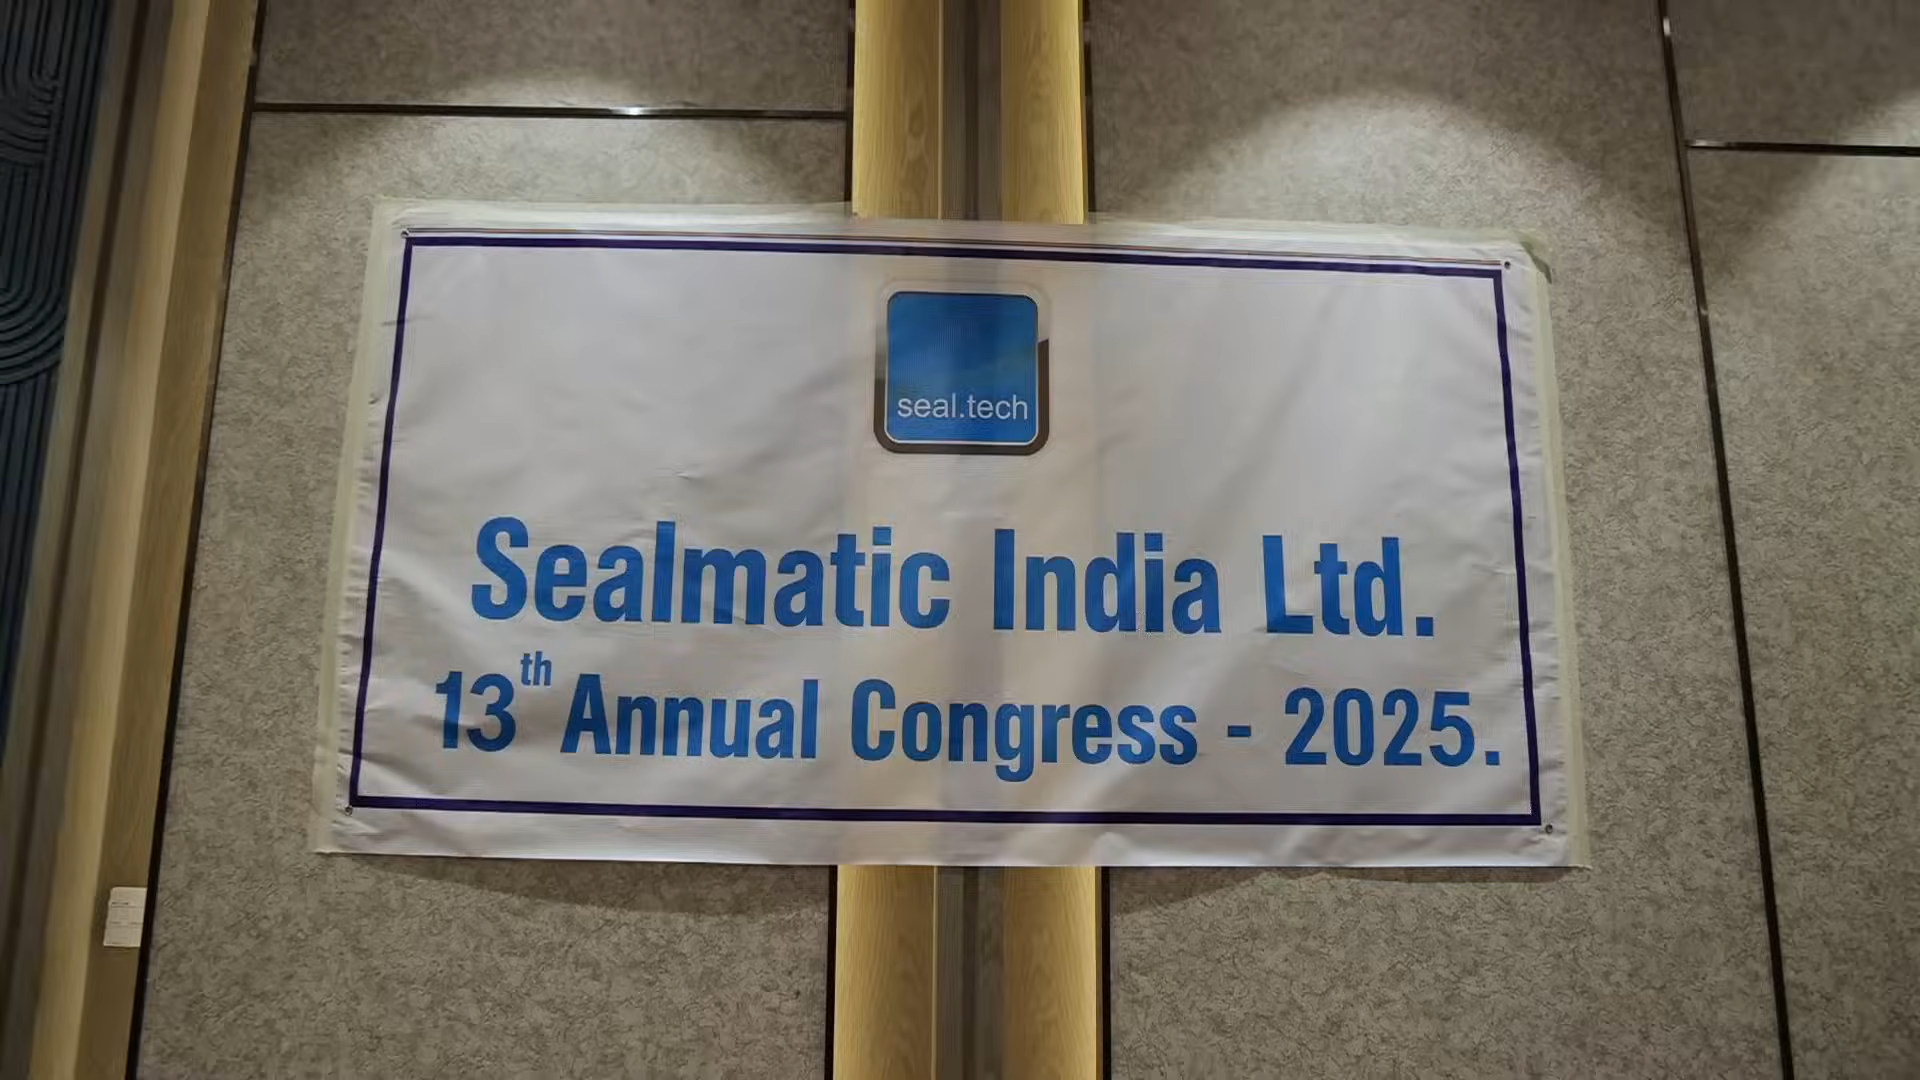 seal.tech
Sealmatic India Ltd.
13th Annual Congress - 2025.